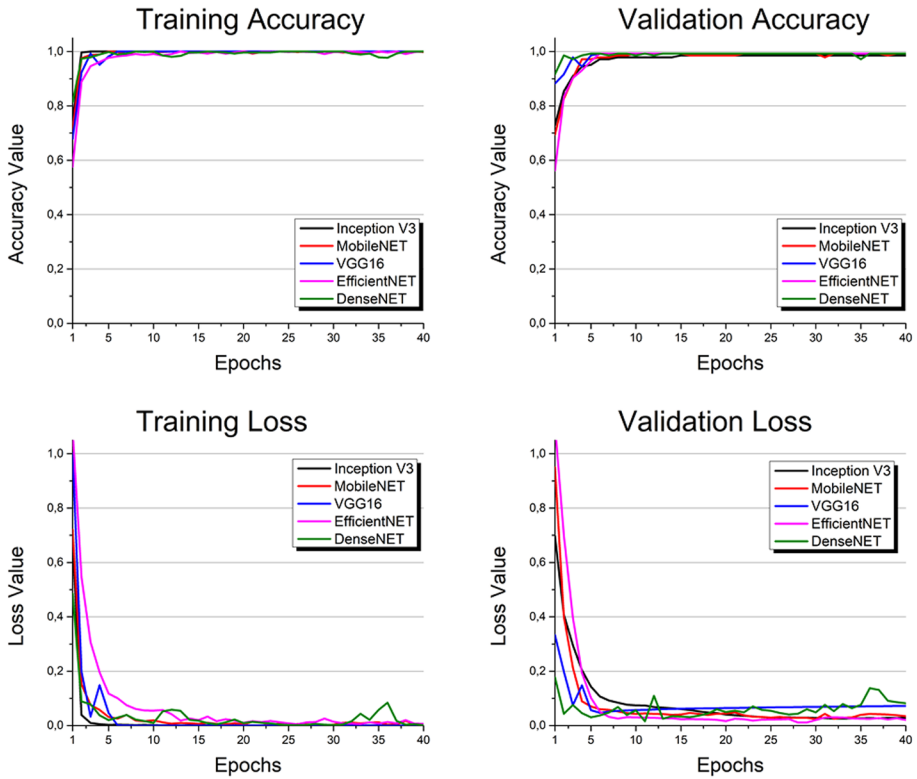 Training Accuracy
Accuracy Value
1,0
0,8
0,6
0,4
0,2
0,0
Inception V3
MobileNET
VGG16
EfficientNET
DenseNET
1 5 10 15 20 25 30 35 40
Epochs
Validation Accuracy
Accuracy Value
1,0
0,8
0,6
0,4
0,2
0,0
Inception V3
MobileNET
VGG16
EfficientNET
DenseNET
1 5 10 15 20 25 30 35 40
Epochs
Training Loss
Loss Value
1,0
0,8
0,6
0,4
0,2
0,0
Inception V3
MobileNET
VGG16
EfficientNET
DenseNET
1 5 10 15 20 25 30 35 40
Epochs
Validation Loss
Loss Value
1,0
0,8
0,6
0,4
0,2
0,0
Inception V3
MobileNET
VGG16
EfficientNET
DenseNET
1 5 10 15 20 25 30 35 40
Epochs